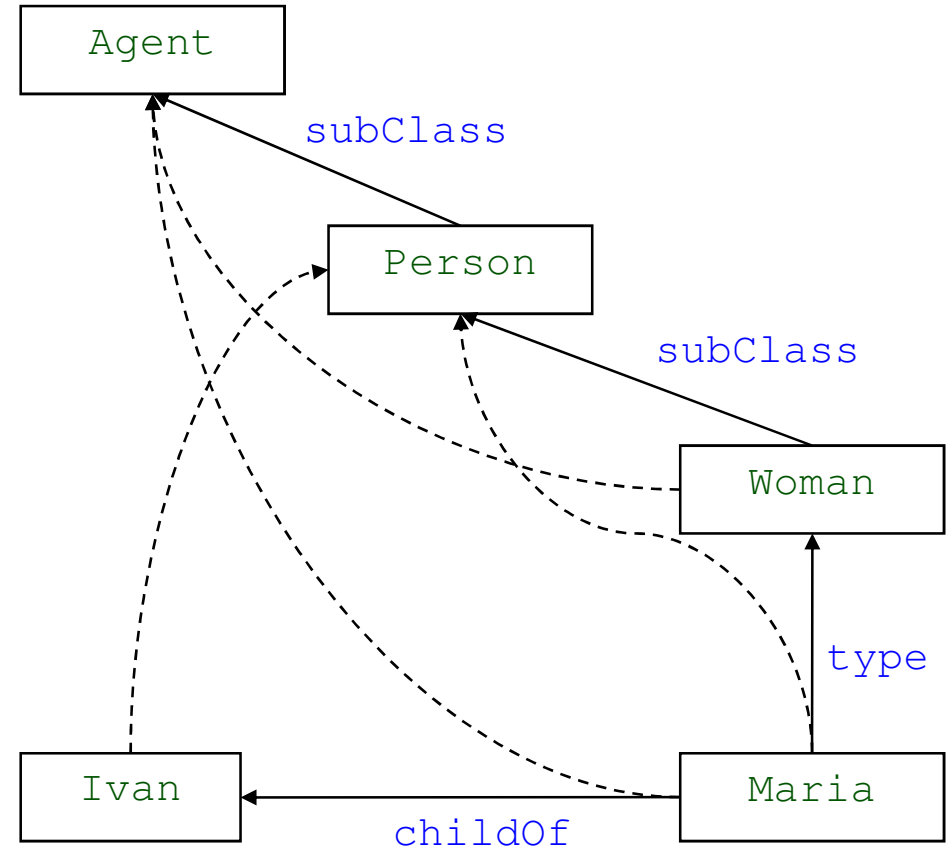 Agent
subClass
Person
subClass
Woman
type
Ivan
Maria
childOf